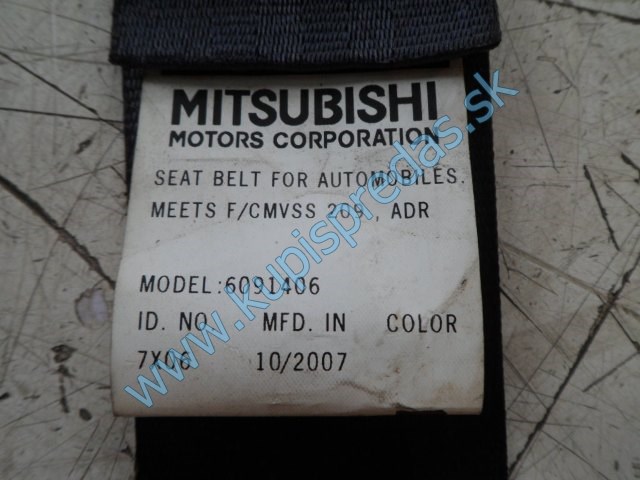 MITSUBISHI
MOTORS CORPORATION
SEAT BELT FOR AUTOMOBILES.
MEETS F/CMVSS 209, ADR
MODEL:6091406
ID. NO. MFD. IN COLOR
7X06 10/2007
www.kupispredas.sk